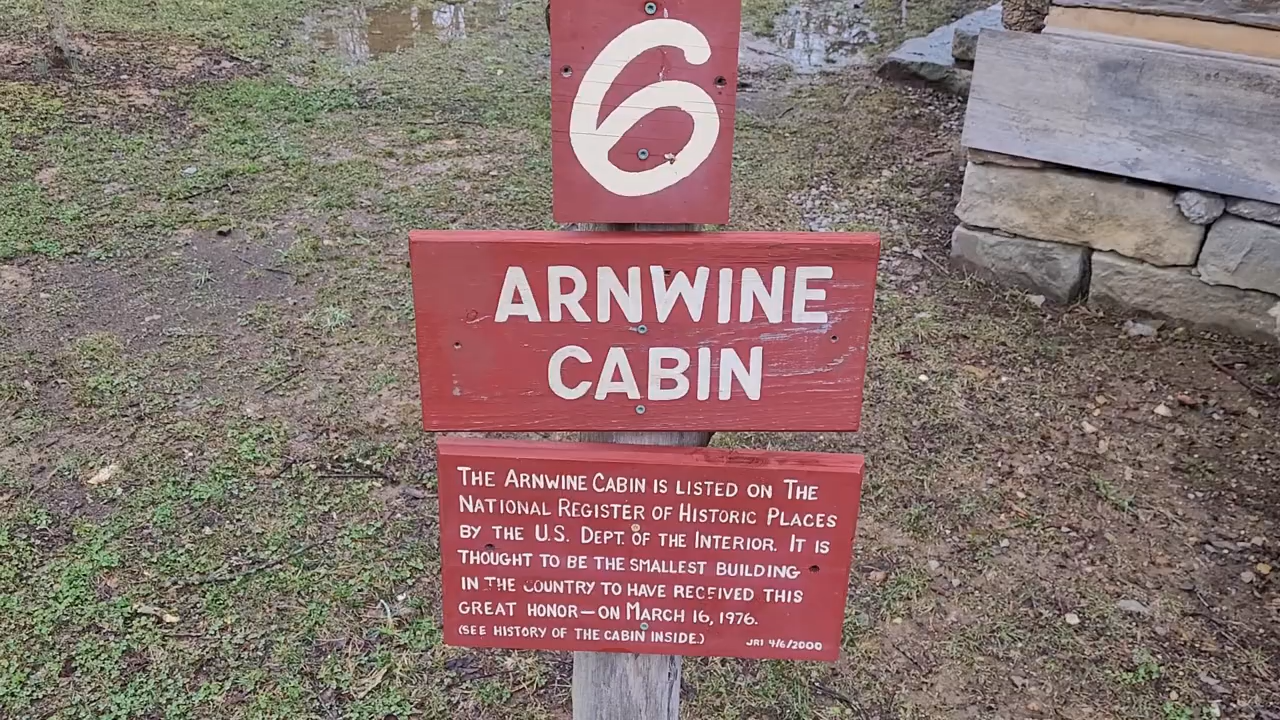 6
ARNWINE
CABIN
THE ARNWINE CABIN IS LISTED ON THE
NATIONAL REGISTER OF HISTORIC PLACES
BY THE U.S. DEPT. OF THE INTERIOR. IT IS
THOUGHT TO BE THE SMALLEST BUILDING
IN THE COUNTRY TO HAVE RECEIVED THIS
GREAT HONOR—ON MARCH 16, 1976.
(SEE HISTORY OF THE CABIN INSIDE.)
JRI 4/6/2000